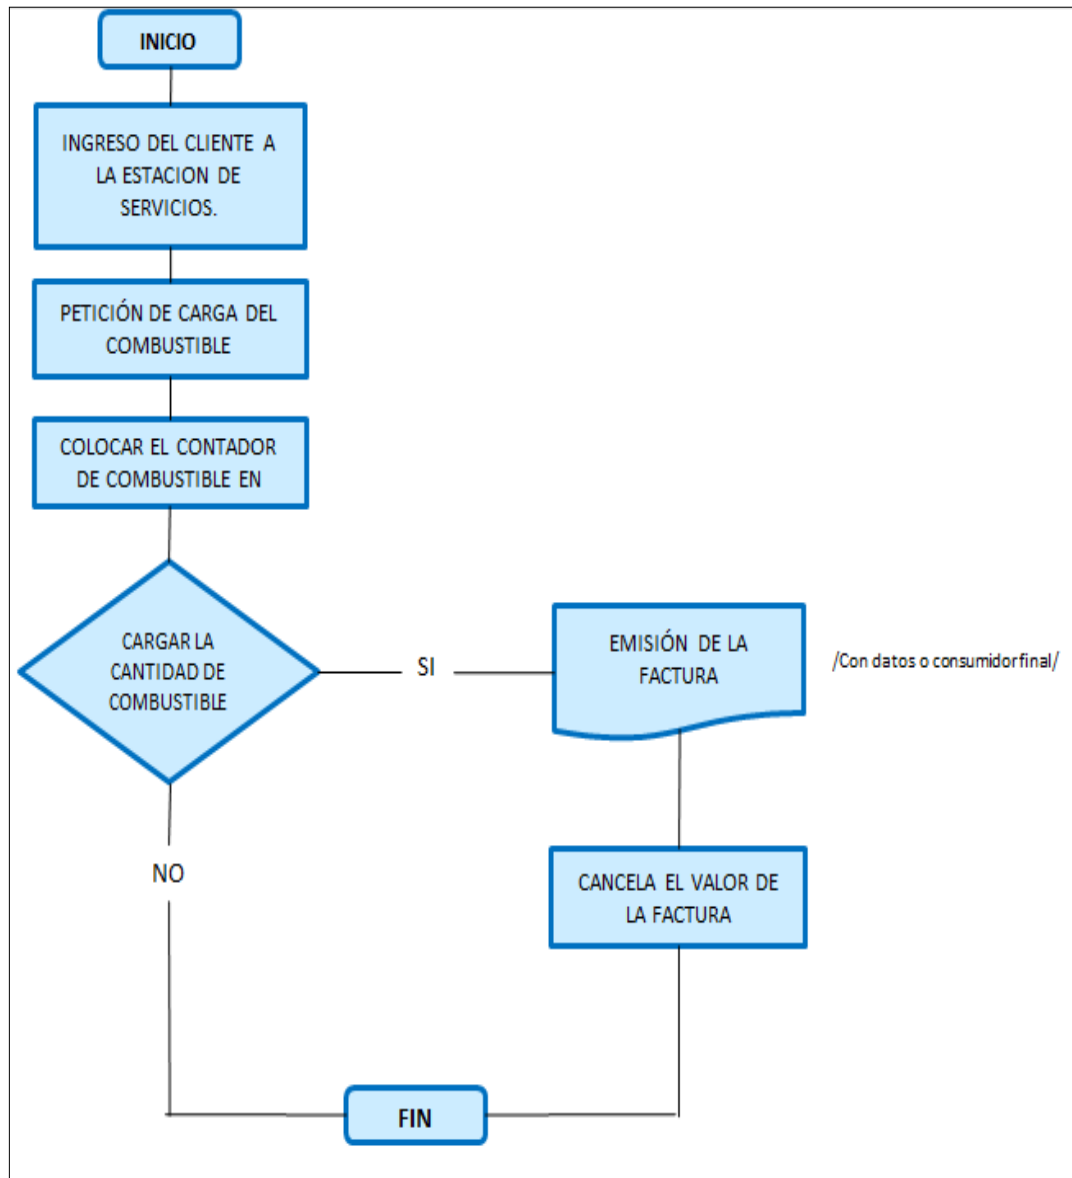 INICIO
INGRESO DEL CLIENTE A
LA ESTACION DE
SERVICIOS.
PETICIÓN DE CARGA DEL
COMBUSTIBLE
COLOCAR EL CONTADOR
DE COMBUSTIBLE EN
CARGAR LA
CANTIDAD DE
COMBUSTIBLE
SI
EMISIÓN DE LA
FACTURA
/Con datos o consumidor final/
NO
CANCELA EL VALOR DE
LA FACTURA
FIN